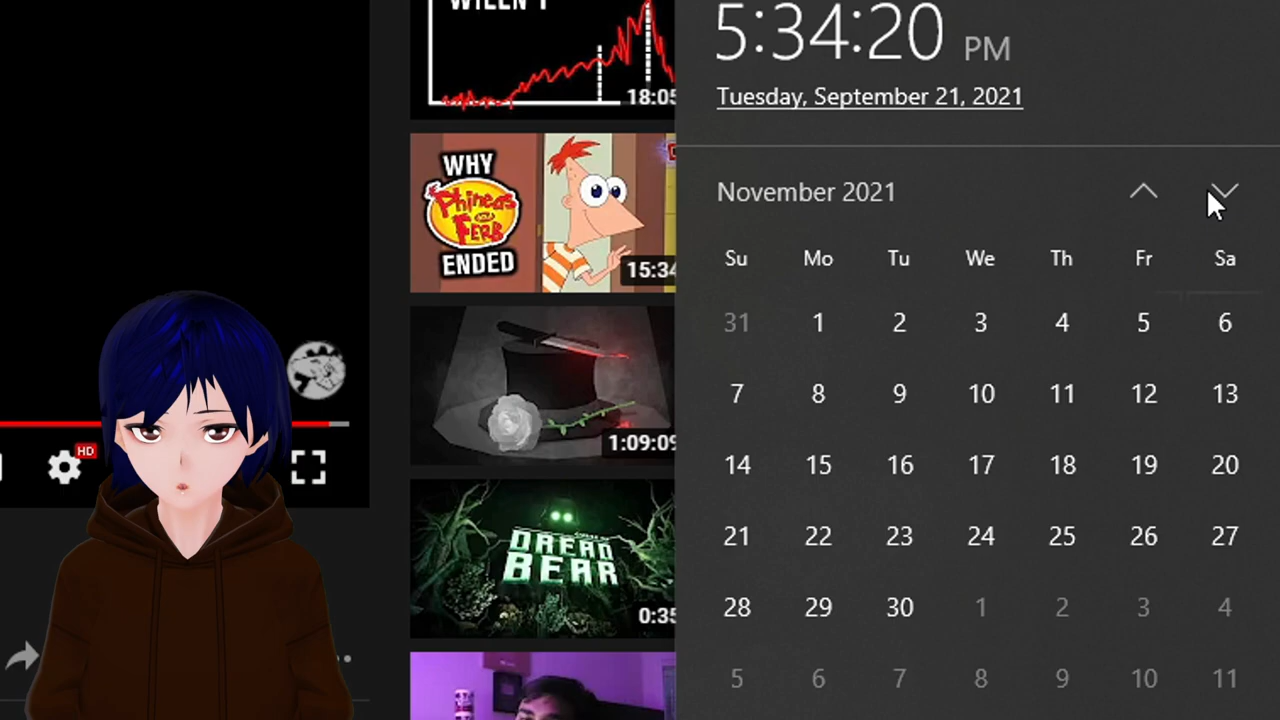 18:05
WHY
Phineas
and
Ferb
ENDED
15:34
1:09:09
DREAD
BEAR
0:35
HD
5:34:20 PM
Tuesday, September 21, 2021
November 2021
Su Mo Tu We Th Fr Sa
31 1 2 3 4 5 6
7 8 9 10 11 12 13
14 15 16 17 18 19 20
21 22 23 24 25 26 27
28 29 30 1 2 3 4
5 6 7 8 9 10 11